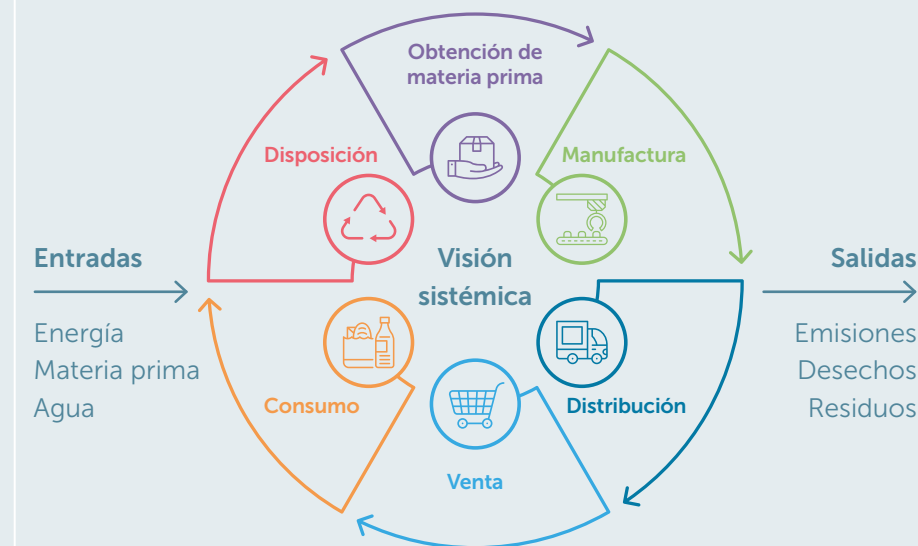 Obtención de
materia prima
Disposición
Manufactura
Entradas
Visión
sistémica
Salidas
Energía
Materia prima
Agua
Emisiones
Desechos
Residuos
Consumo
Distribución
Venta